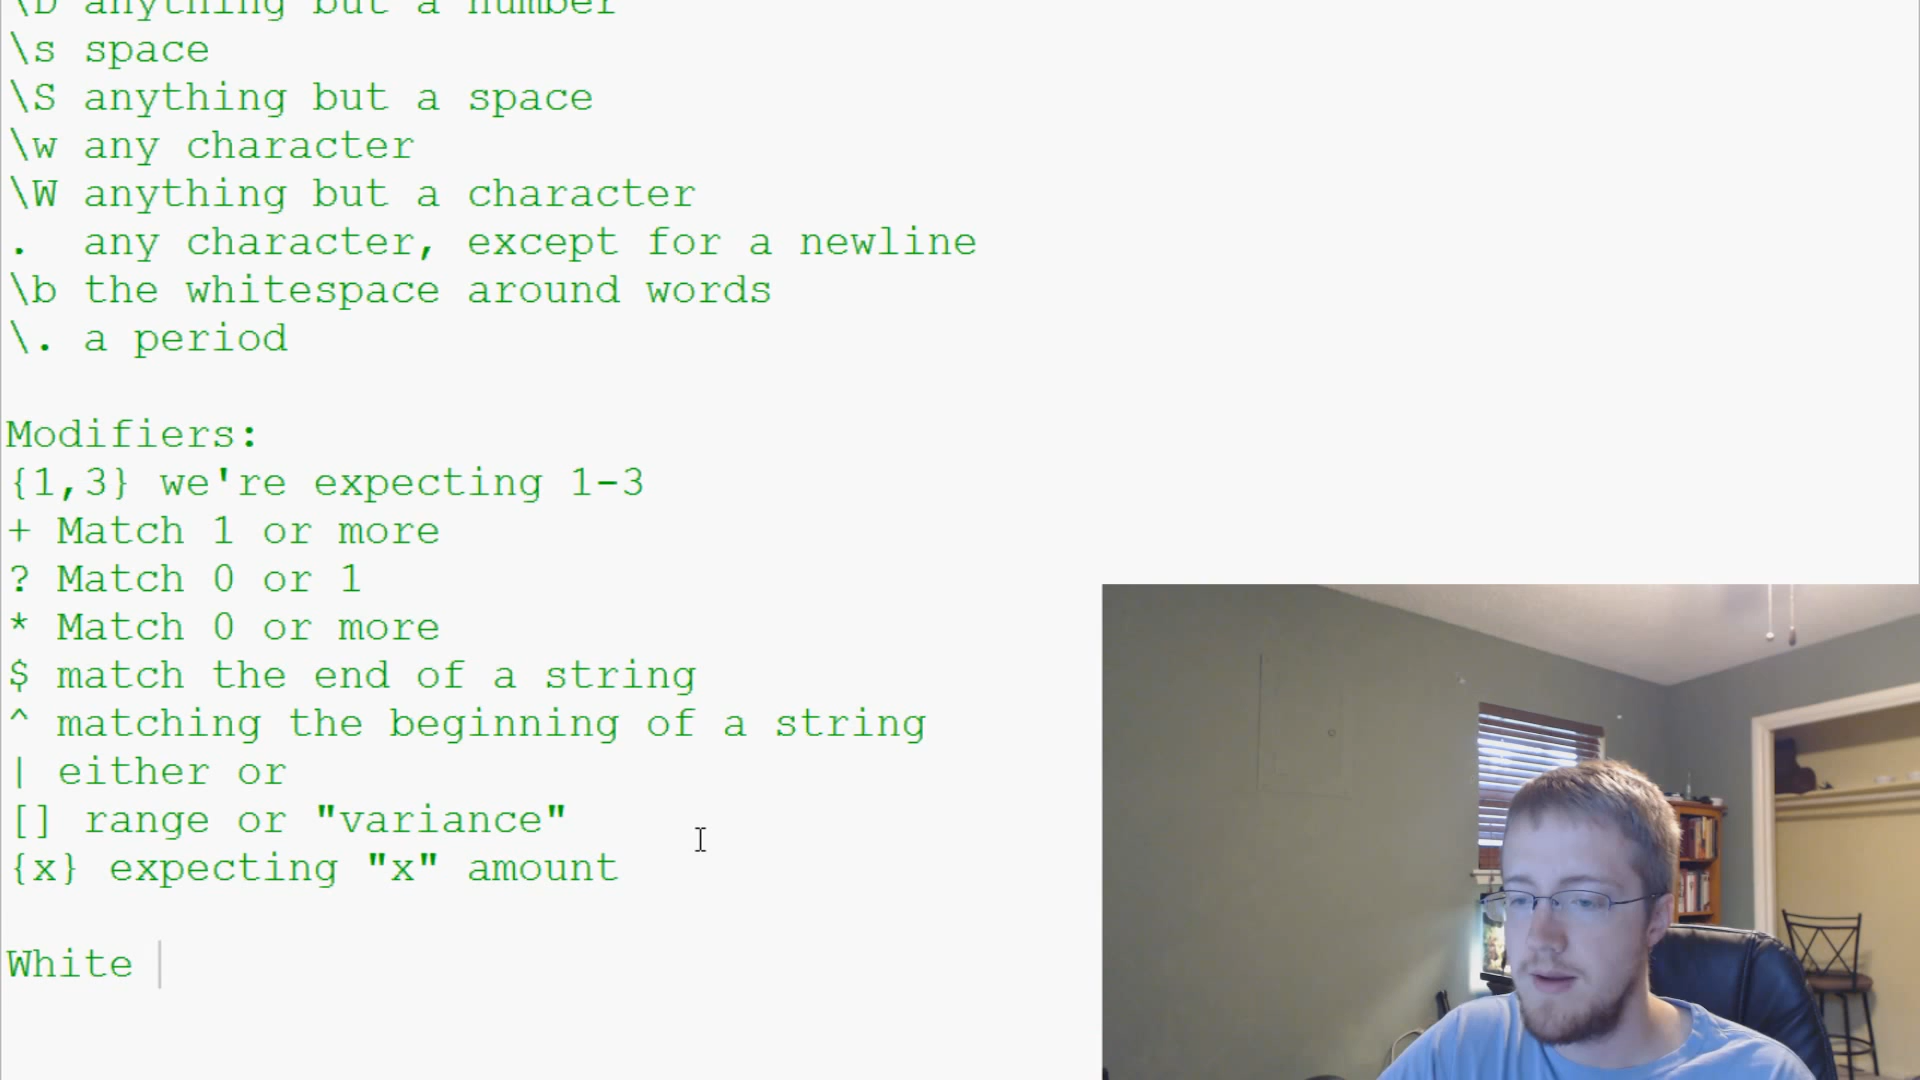 \D anything but a number
\s space
\S anything but a space
\w any character
\W anything but a character
. any character, except for a newline
\b the whitespace around words
\. a period
Modifiers:
{1,3} we're expecting 1-3
+ Match 1 or more
? Match 0 or 1
* Match 0 or more
$ match the end of a string
^ matching the beginning of a string
| either or
[] range or "variance"
{x} expecting "x" amount
White